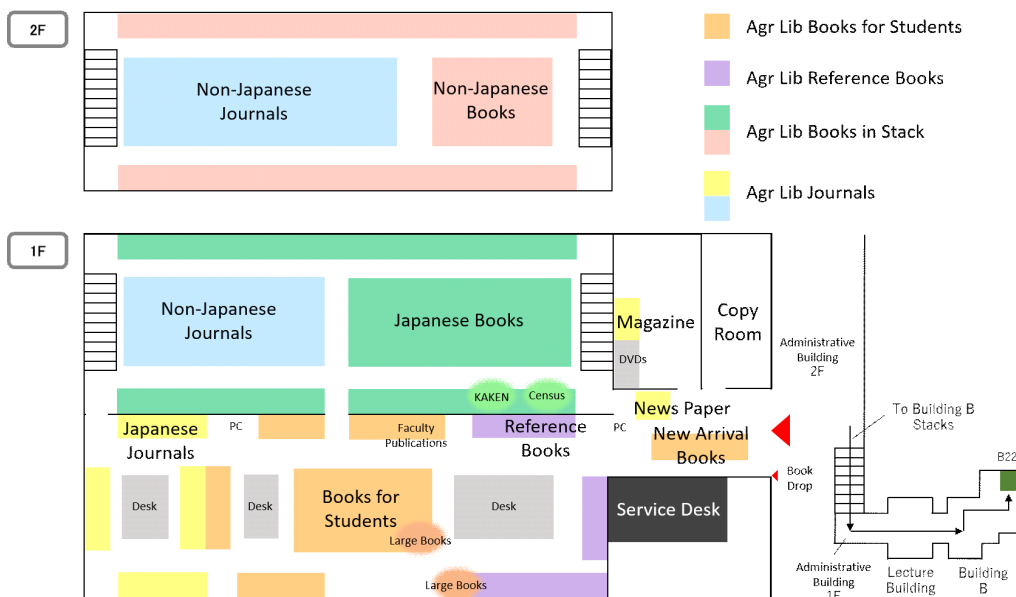 2F
Non-Japanese
Journals
Non-Japanese
Books
Agr Lib Books for Students
Agr Lib Reference Books
Agr Lib Books in Stack
Agr Lib Journals
1F
Non-Japanese
Journals
Japanese Books
Magazine
DVDs
Copy
Room
KAKEN
Census
Japanese
Journals
PC
Faculty
Publications
Reference
Books
PC
News Paper
New Arrival
Books
Book
Drop
Desk
Desk
Books for
Students
Large Books
Desk
Service Desk
Large Books
Administrative
Building
2F
To Building B
Stacks
B22
Administrative
Building
1F
Lecture
Building
Building
B